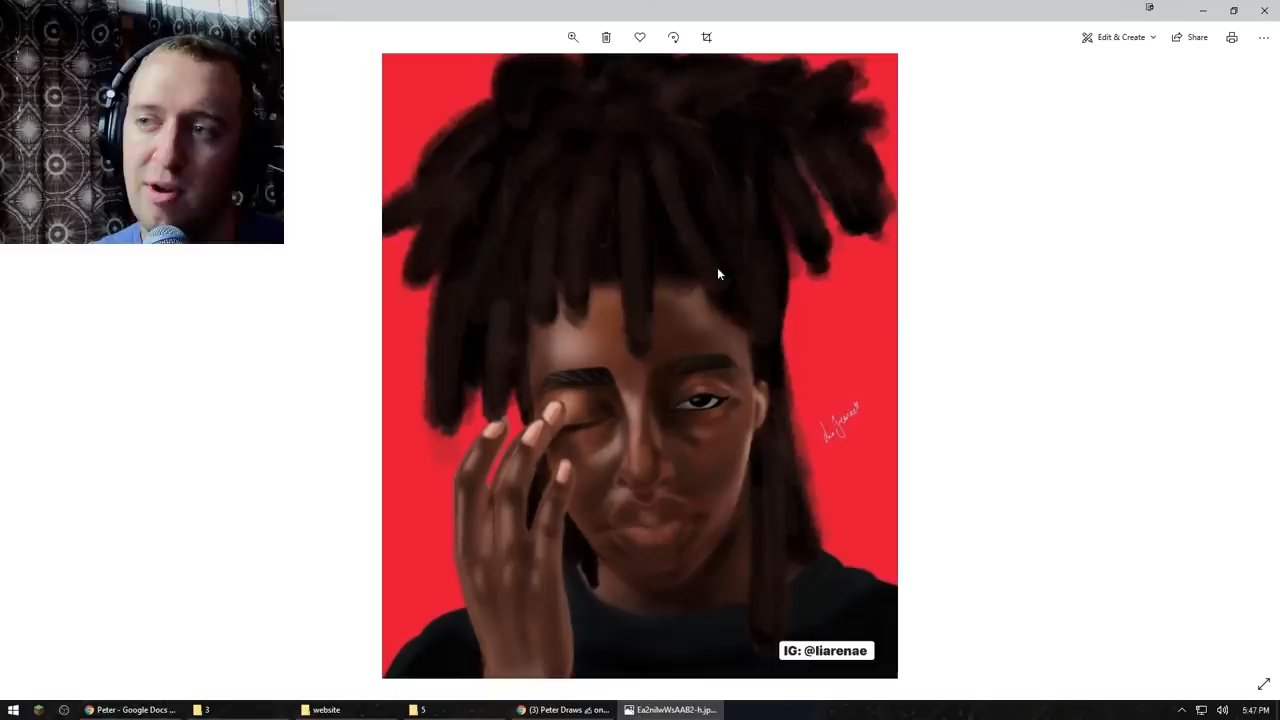 Edit & Create
Share
IG: @liarenae
Peter - Google Docs ...
3
website
5
(3) Peter Draws
on...
Ea2nilwWsAAB2-h.jp...
5:47 PM